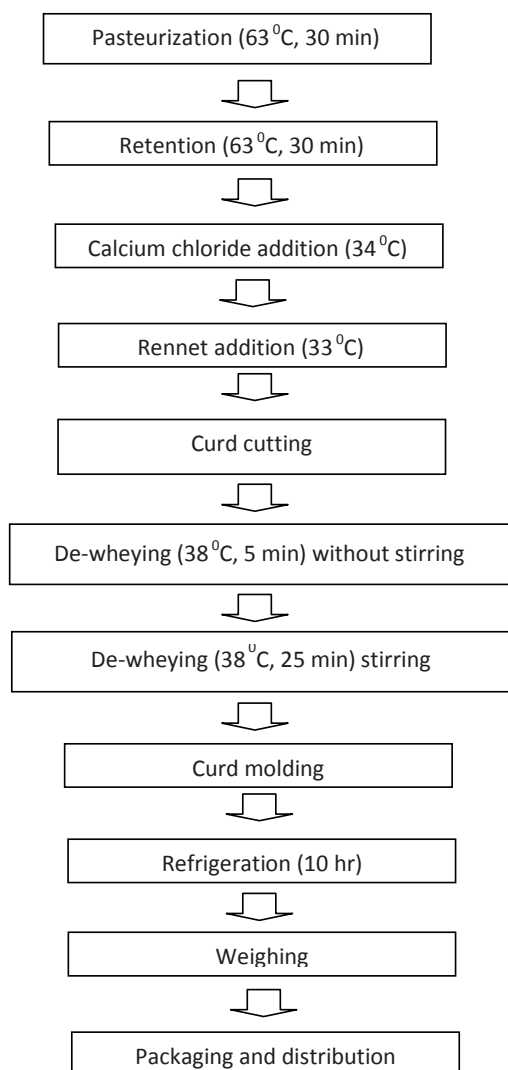 Pasteurization (63⁰C, 30 min)
Retention (63⁰C, 30 min)
Calcium chloride addition (34⁰C)
Rennet addition (33⁰C)
Curd cutting
De-wheying (38⁰C, 5 min) without stirring
De-wheying (38⁰C, 25 min) stirring
Curd molding
Refrigeration (10 hr)
Weighing
Packaging and distribution